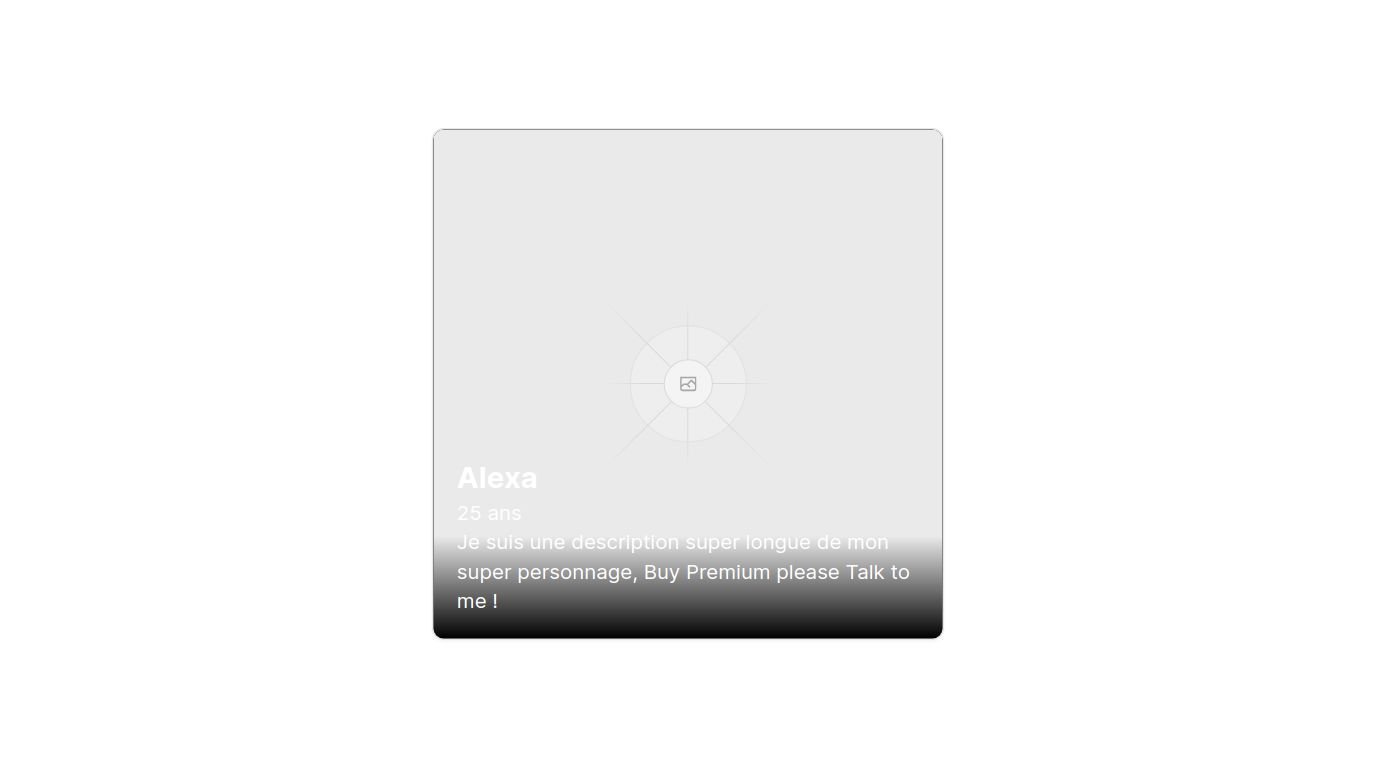 Alexa
25 ans
Je suis une description super longue de mon
super personnage, Buy Premium please Talk to
me !